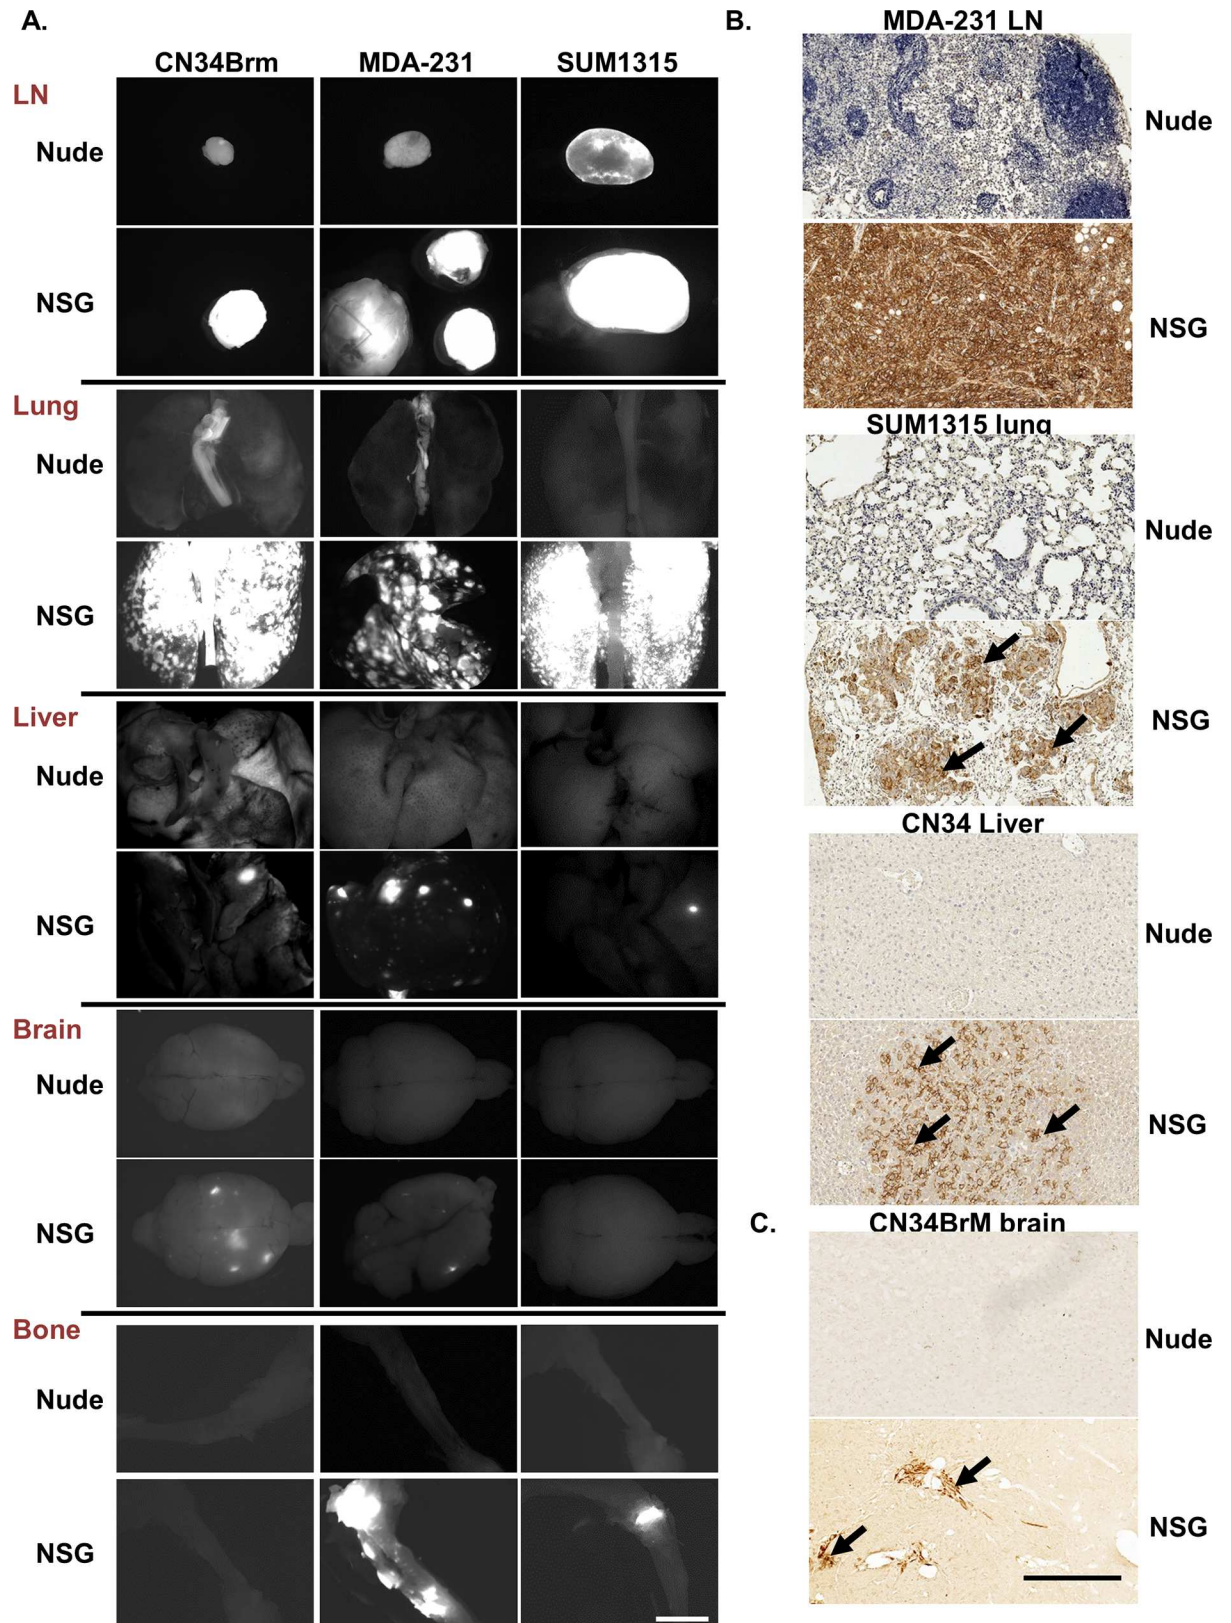 A.
CN34Brm MDA-231 SUM1315
LN
Nude
NSG
Lung
Nude
NSG
Liver
Nude
NSG
Brain
Nude
NSG
Bone
Nude
NSG
B.
MDA-231 LN
Nude
NSG
SUM1315 lung
Nude
NSG
CN34 Liver
Nude
NSG
C.
CN34BrM brain
Nude
NSG